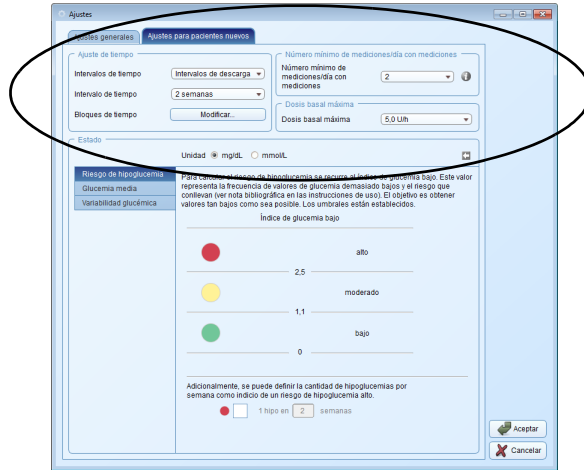 Ajustes
Ajustes generales
Ajustes para pacientes nuevos
Ajuste de tiempo
Intervalos de tiempo
Intervalos de descarga
Intervalo de tiempo
2 semanas
Bloques de tiempo
Modificar...
Número mínimo de mediciones/día con mediciones
Número mínimo de
mediciones/día con
mediciones
2
Dosis basal máxima
Dosis basal máxima
5,0 U/h
Estado
Unidad
mg/dL
mmol/L
Riesgo de hipoglucemia
Glucemia media
Variabilidad glucémica
Para calcular el riesgo de hipoglucemia se recurre al índice de glucemia bajo. Este valor
representa la frecuencia de valores de glucemia demasiado bajos y el riesgo que
conllevan (ver nota bibliográfica en las instrucciones de uso). El objetivo es obtener
valores tan bajos como sea posible. Los umbrales están establecidos.
Índice de glucemia bajo
alto
2,5
moderado
1,1
bajo
0
Adicionalmente, se puede definir la cantidad de hipoglucemias por
semana como indicio de un riesgo de hipoglucemia alto.
1 hipo en 2 semanas
Aceptar
Cancelar